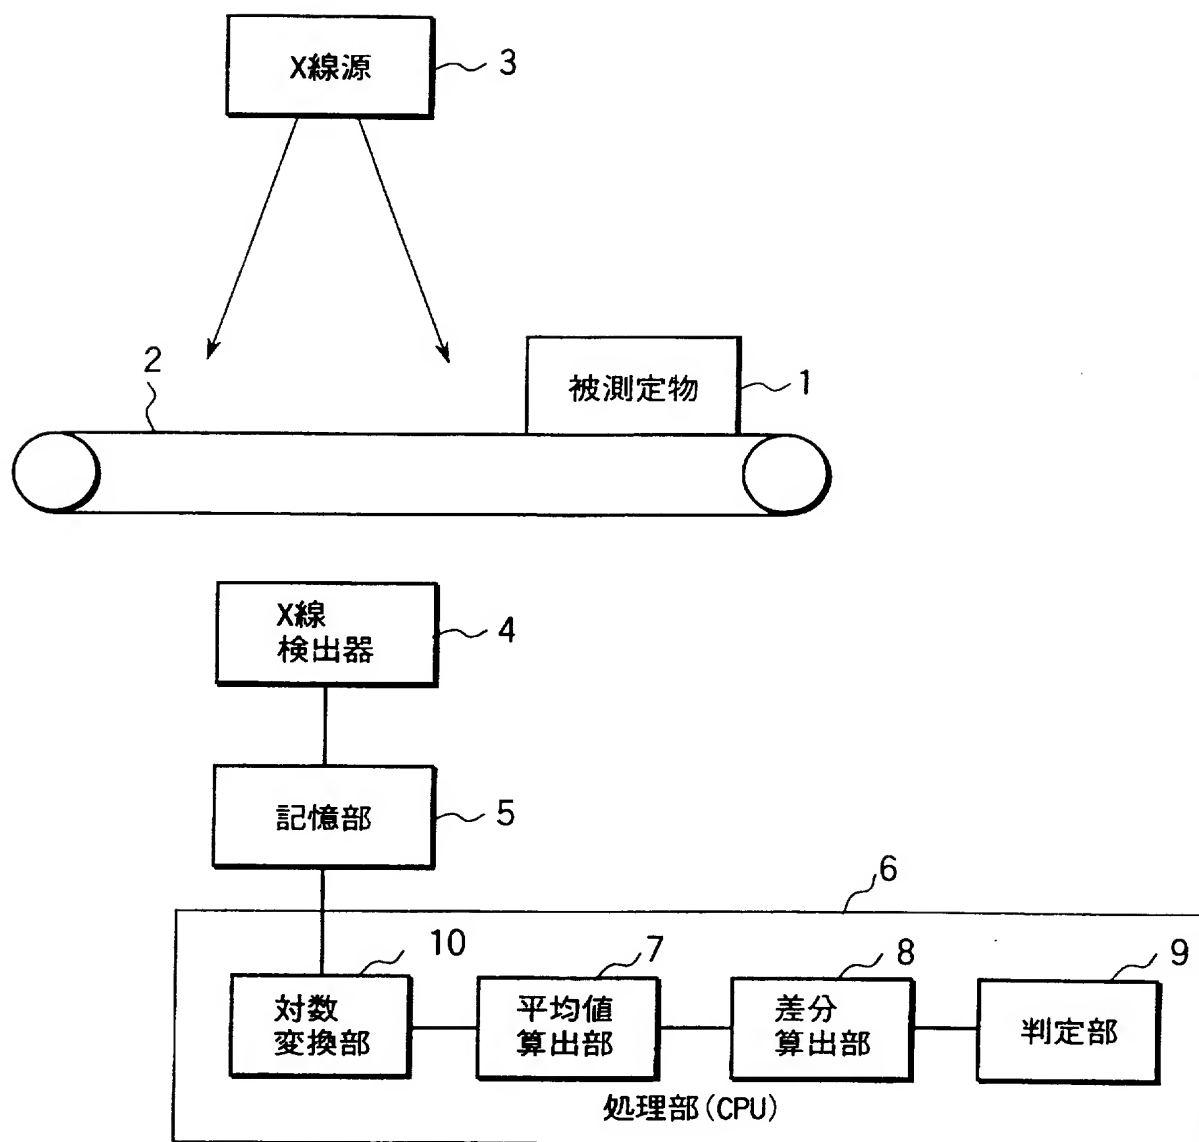 X線源
3
2
被測定物
1
X線
検出器
4
記憶部
5
6
10
7
8
9
対数
変換部
平均値
算出部
差分
算出部
判定部
処理部(CPU)